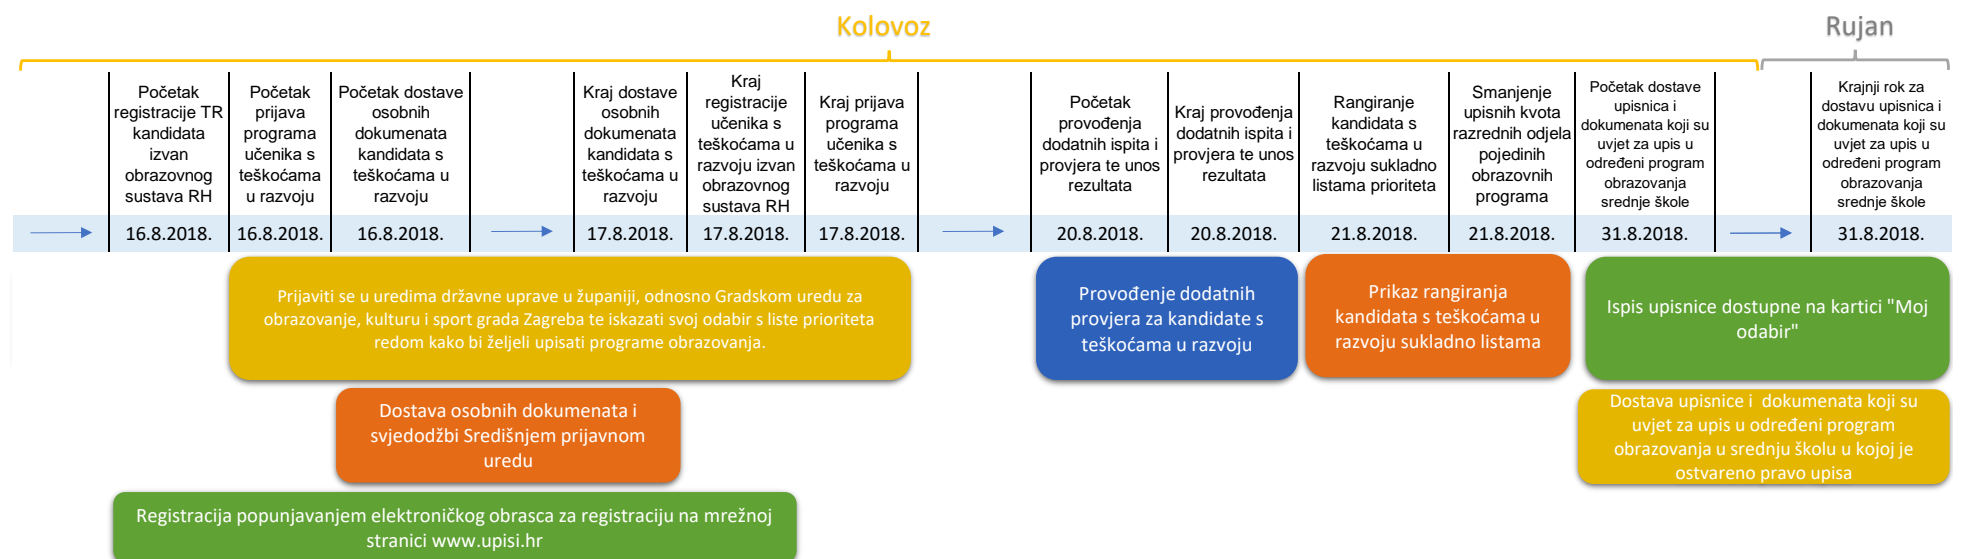 Kolovoz
Rujan
Početak
registracije TR
kandidata
izvan
obrazovnog
sustava RH
Početak
prijava
programa
učenika s
teškoćama
u razvoju
Početak dostave
osobnih
dokumenata
kandidata s
teškoćama u
razvoju
Kraj dostave
osobnih
dokumenata
kandidata s
teškoćama u
razvoju
Kraj
registracije
učenika s
teškoćama u
razvoju izvan
obrazovnog
sustava RH
Kraj prijava
programa
učenika s
teškoćama u
razvoju
Početak
provođenja
dodatnih ispita i
provjera te unos
rezultata
Kraj provođenja
dodatnih ispita i
provjera te unos
rezultata
Rangiranje
kandidata s
teškoćama u
razvoju sukladno
listama prioriteta
Smanjenje
upisnih kvota
razrednih odjela
pojedinih
obrazovnih
programa
Početak dostave
upisnica i
dokumenata koji su
uvjet za upis u
određeni program
obrazovanja
srednje škole
Krajnji rok za
dostavu upisnica i
dokumenata koji su
uvjet za upis u
određeni program
obrazovanja
srednje škole
16.8.2018.
16.8.2018.
16.8.2018.
17.8.2018.
17.8.2018.
17.8.2018.
20.8.2018.
20.8.2018.
21.8.2018.
21.8.2018.
31.8.2018.
31.8.2018.
Prijaviti se u uredima državne uprave u županiji, odnosno Gradskom uredu za
obrazovanje, kulturu i sport grada Zagreba te iskazati svoj odabir s liste prioriteta
redom kako bi željeli upisati programe obrazovanja.
Provođenje dodatnih
provjera za kandidate s
teškoćama u razvoju
Prikaz rangiranja
kandidata s teškoćama u
razvoju sukladno listama
Ispis upisnice dostupne na kartici "Moj
odabir"
Dostava osobnih dokumenata i
svjedodžbi Središnjem prijavnom
uredu
Dostava upisnice i  dokumenata koji su
uvjet za upis u određeni program
obrazovanja u srednju školu u kojoj je
ostvareno pravo upisa
Registracija popunjavanjem elektroničkog obrasca za registraciju na mrežnoj
stranici www.upisi.hr